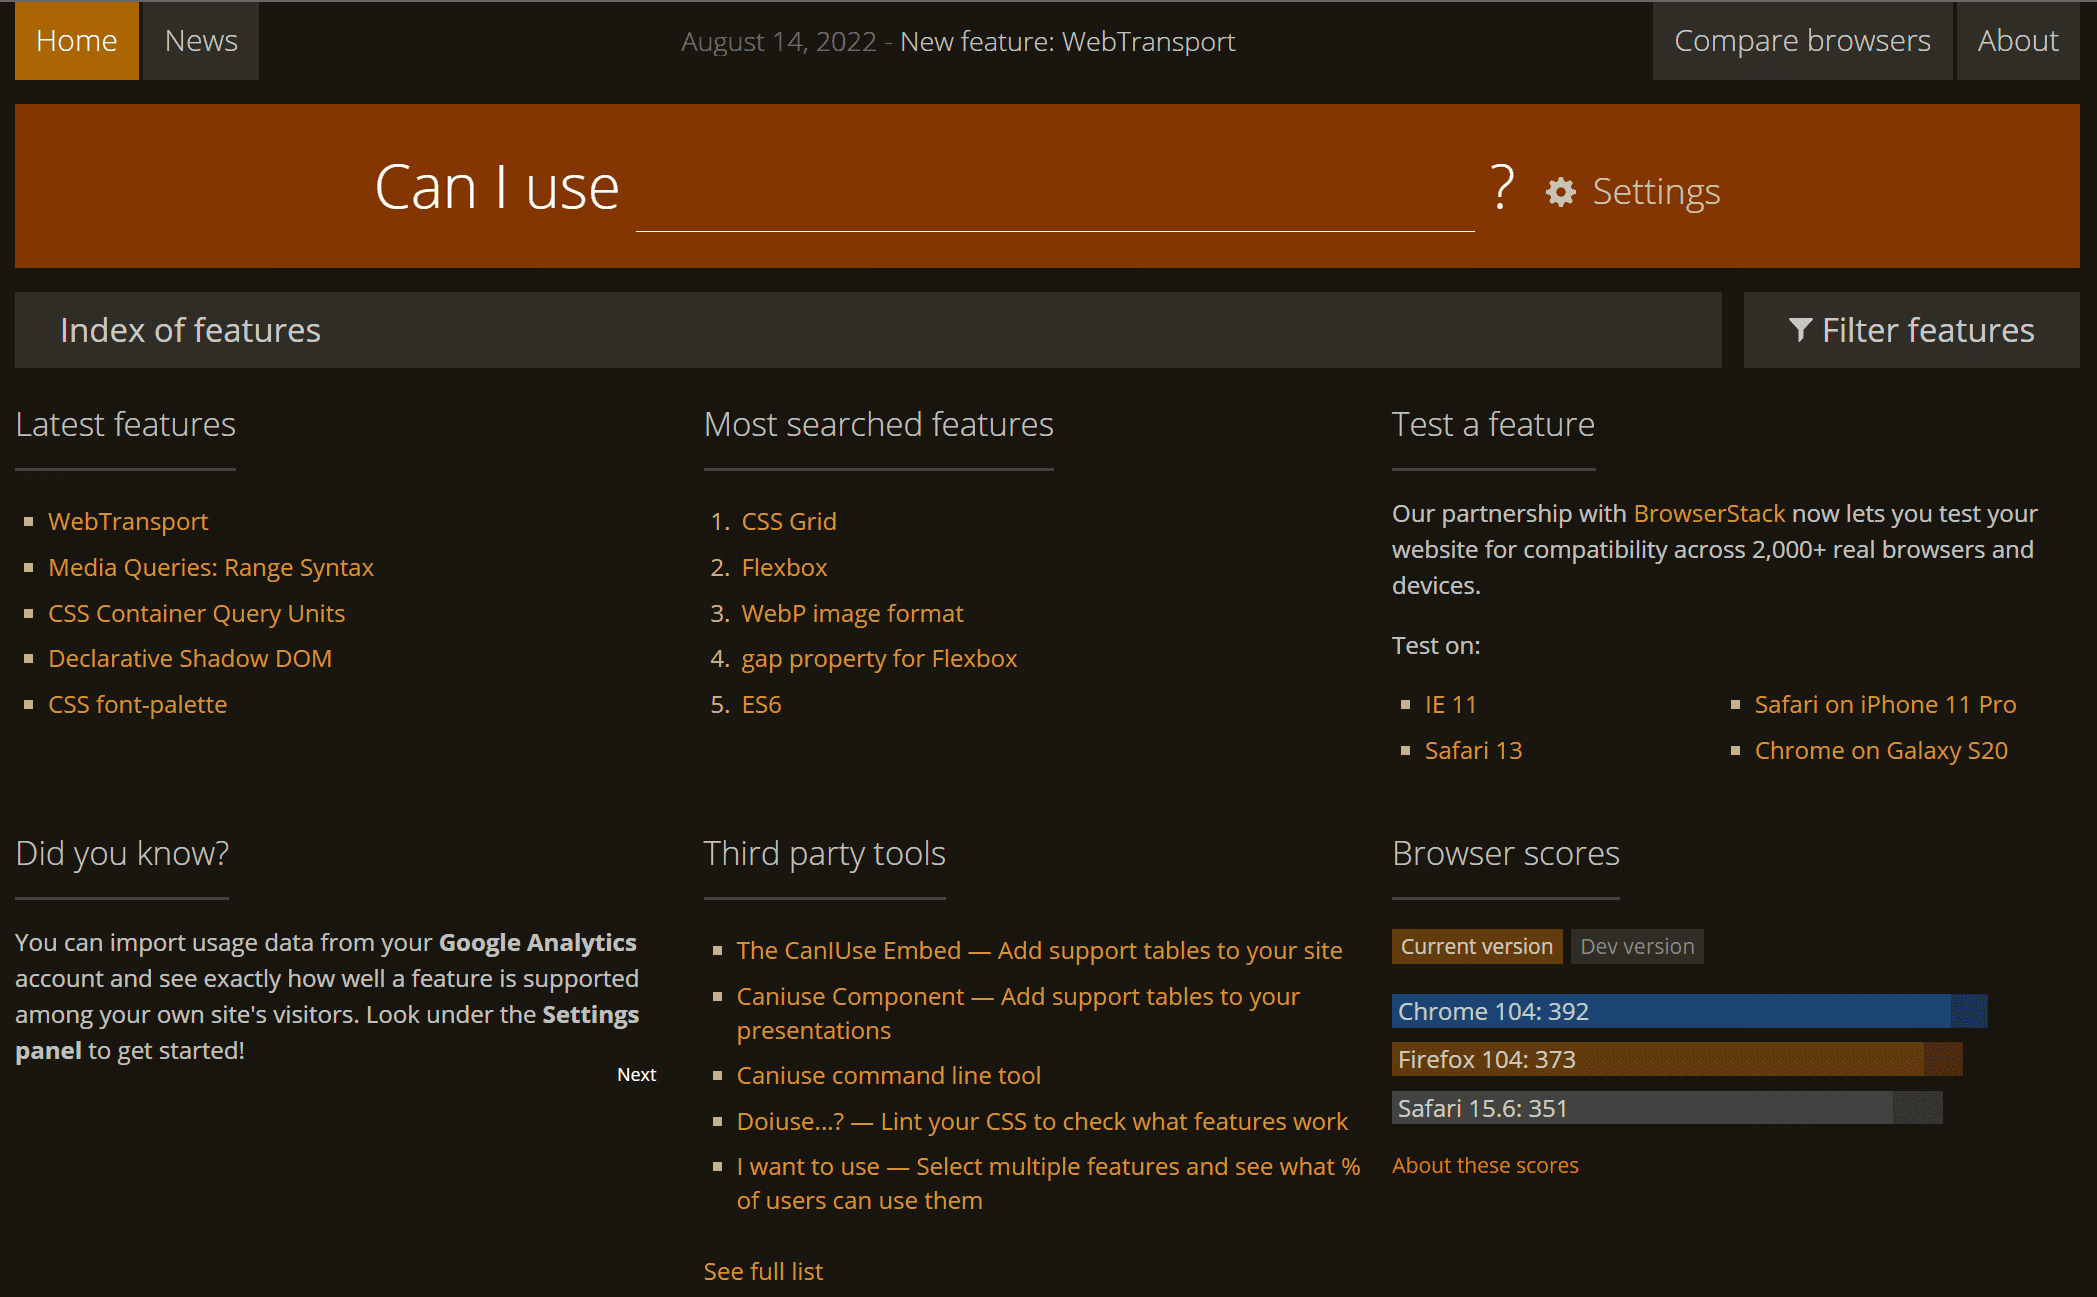 Home
News
August 14, 2022 - New feature: WebTransport
Compare browsers
About
Can I use ?
Settings
Index of features
Filter features
Latest features
WebTransport
Media Queries: Range Syntax
CSS Container Query Units
Declarative Shadow DOM
CSS font-palette
Most searched features
1. CSS Grid
2. Flexbox
3. WebP image format
4. gap property for Flexbox
5. ES6
Test a feature
Our partnership with BrowserStack now lets you test your
website for compatibility across 2,000+ real browsers and
devices.
Test on:
IE 11
Safari 13
Safari on iPhone 11 Pro
Chrome on Galaxy S20
Did you know?
You can import usage data from your Google Analytics
account and see exactly how well a feature is supported
among your own site's visitors. Look under the Settings
panel to get started!
Next
Third party tools
The CanIUse Embed — Add support tables to your site
Caniuse Component — Add support tables to your
presentations
Caniuse command line tool
Doiuse...? — Lint your CSS to check what features work
I want to use — Select multiple features and see what %
of users can use them
See full list
Browser scores
Current version
Dev version
Chrome 104: 392
Firefox 104: 373
Safari 15.6: 351
About these scores